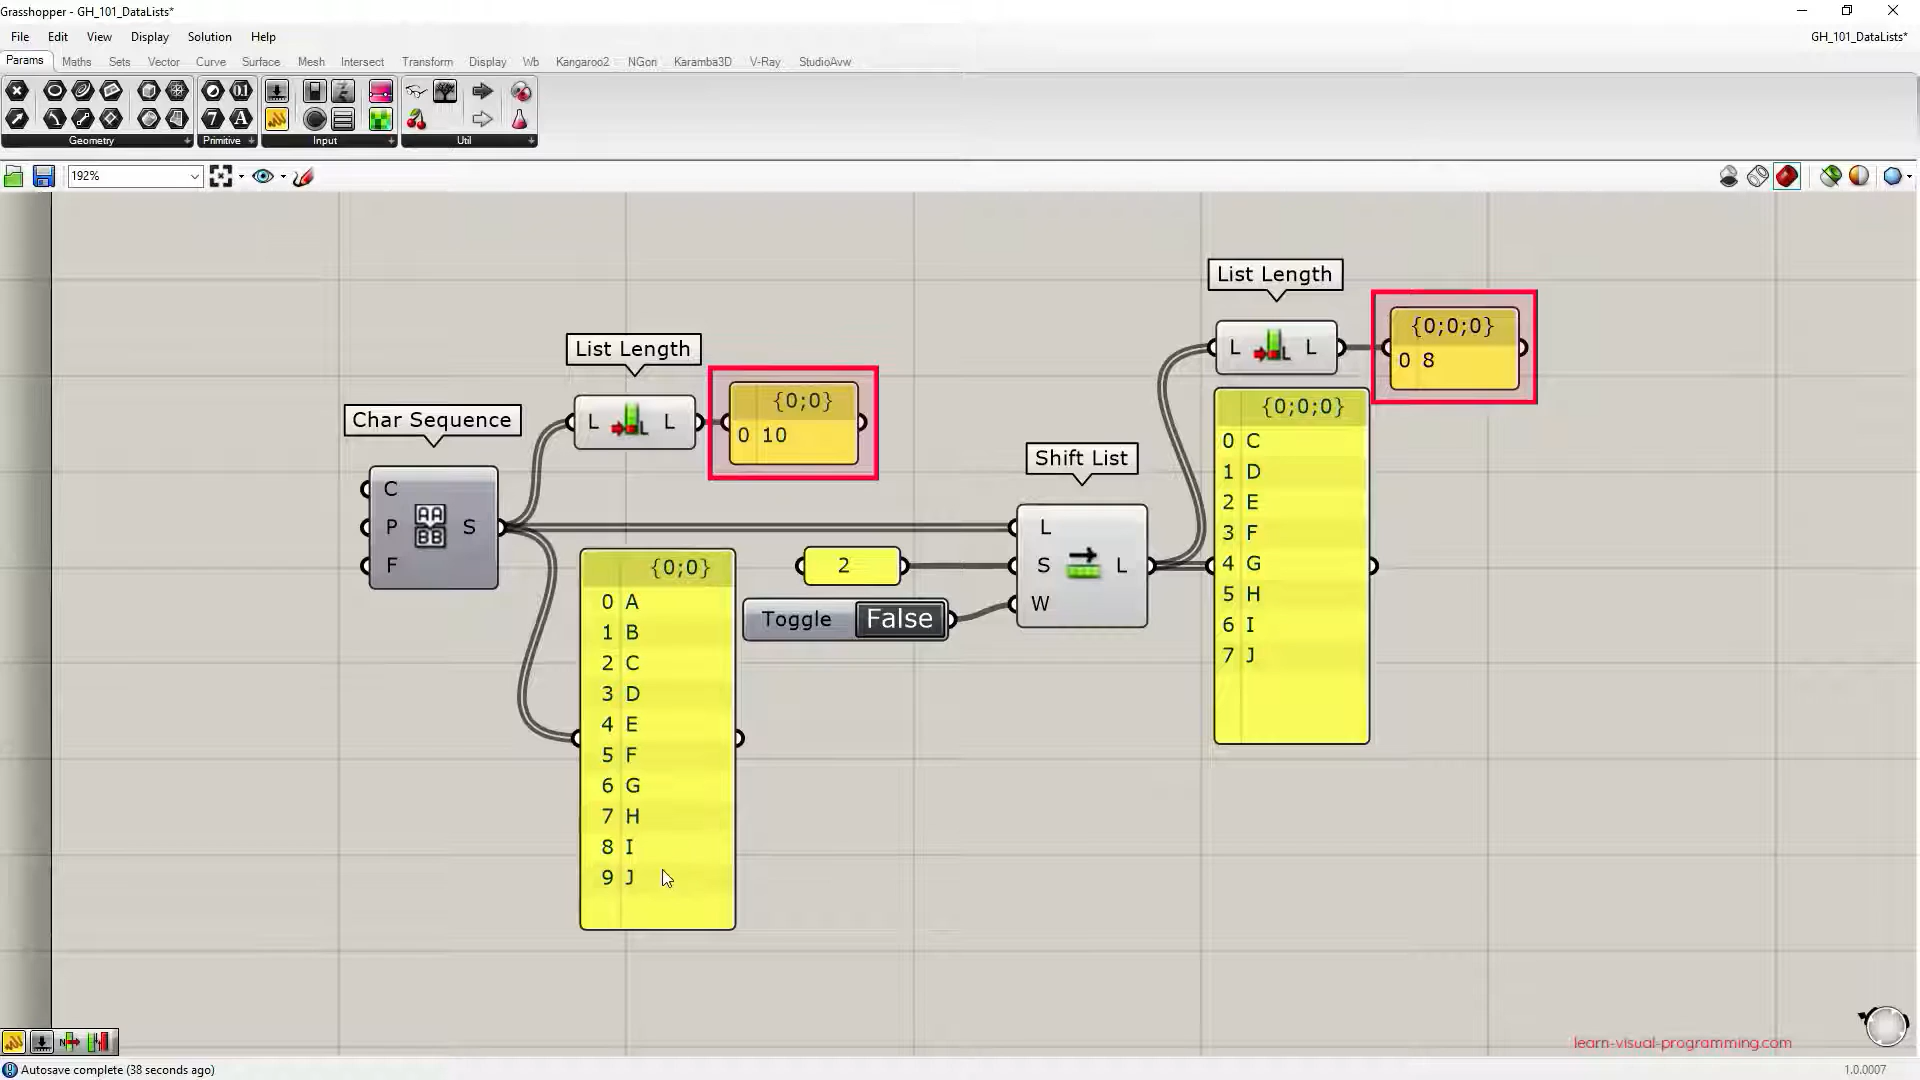 Grasshopper - GH_101_DataLists*
File Edit View Display Solution Help
GH_101_DataLists*
Params Maths Sets Vector Curve Surface Mesh Intersect Transform Display Wb Kangaroo2 NGon Karamba3D V-Ray StudioAvw
Geometry Primitive Input Util
192%
List Length
{0;0;0}
L L
0 8
List Length
{0;0;0}
{0;0}
Char Sequence
L L
0 10
0 C
Shift List
1 D
C
2 E
P AA BB S
L
3 F
{0;0}
2
S L
4 G
F
0 A
Toggle False
W
5 H
1 B
6 I
2 C
7 J
3 D
4 E
5 F
6 G
7 H
8 I
9 J
learn-visual-programming.com
Autosave complete (38 seconds ago)
1.0.0007